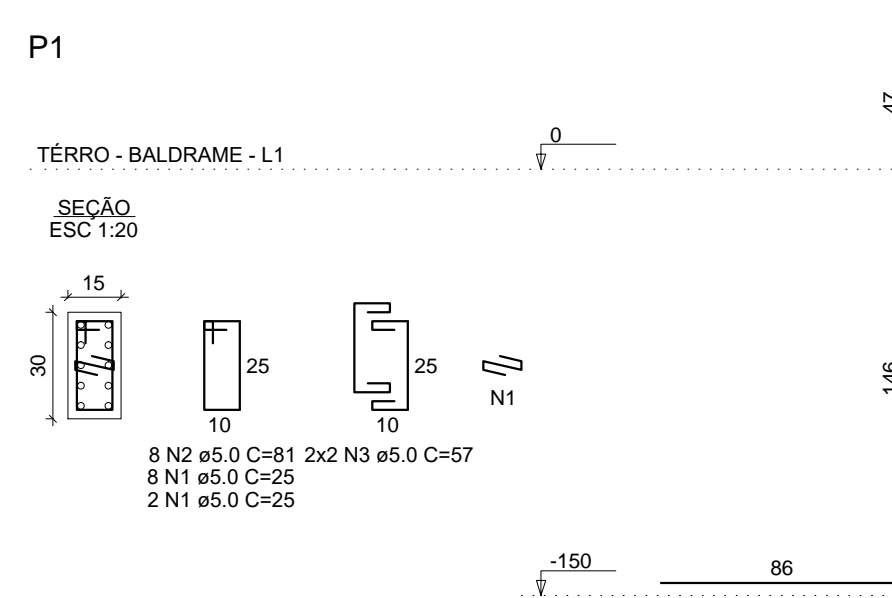 P1
47
0
TÉRRO - BALDRAME - L1
SEÇÃO
ESC 1:20
15
30
25
25
146
N1
10
10
8 N2 ø5.0 C=81 2x2 N3 ø5.0 C=57
8 N1 ø5.0 C=25
2 N1 ø5.0 C=25
-150
86